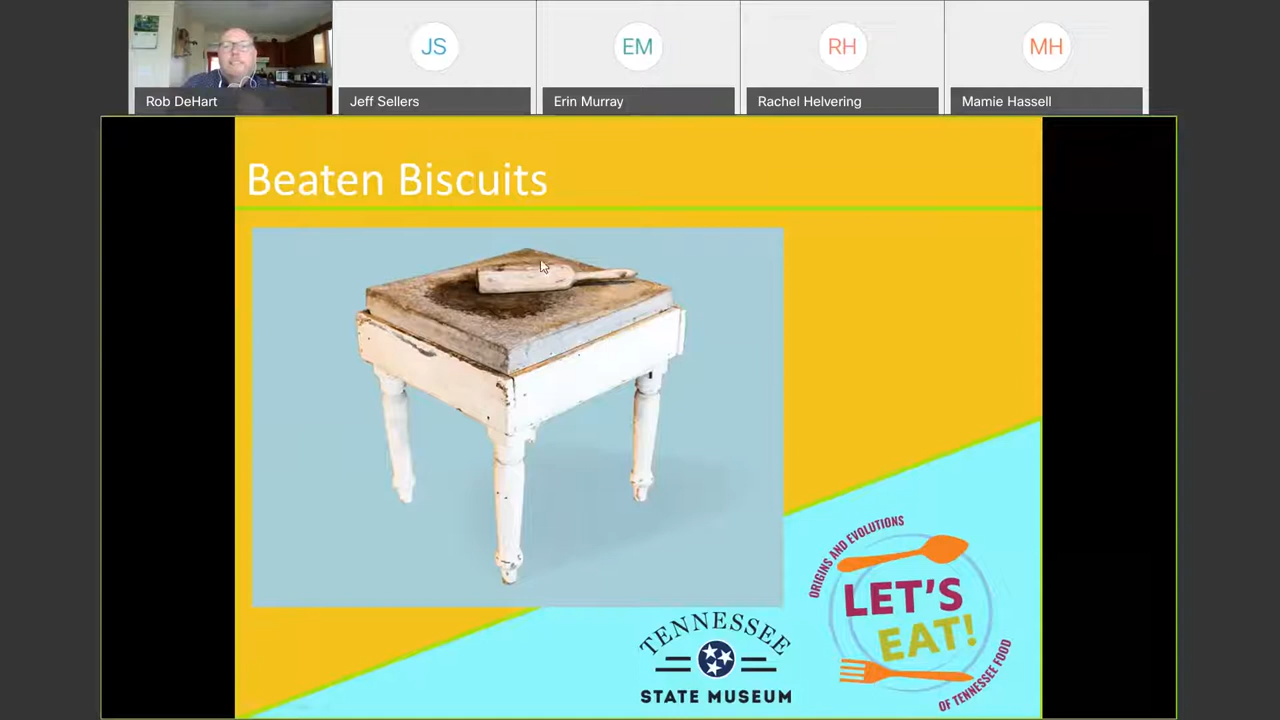 JS
EM
RH
MH
Rob DeHart
Jeff Sellers
Erin Murray
Rachel Helvering
Mamie Hassell
Beaten Biscuits
ORIGINS AND EVOLUTIONS
LET'S
EAT!
OF TENNESSEE FOOD
TENNESSEE
STATE MUSEUM